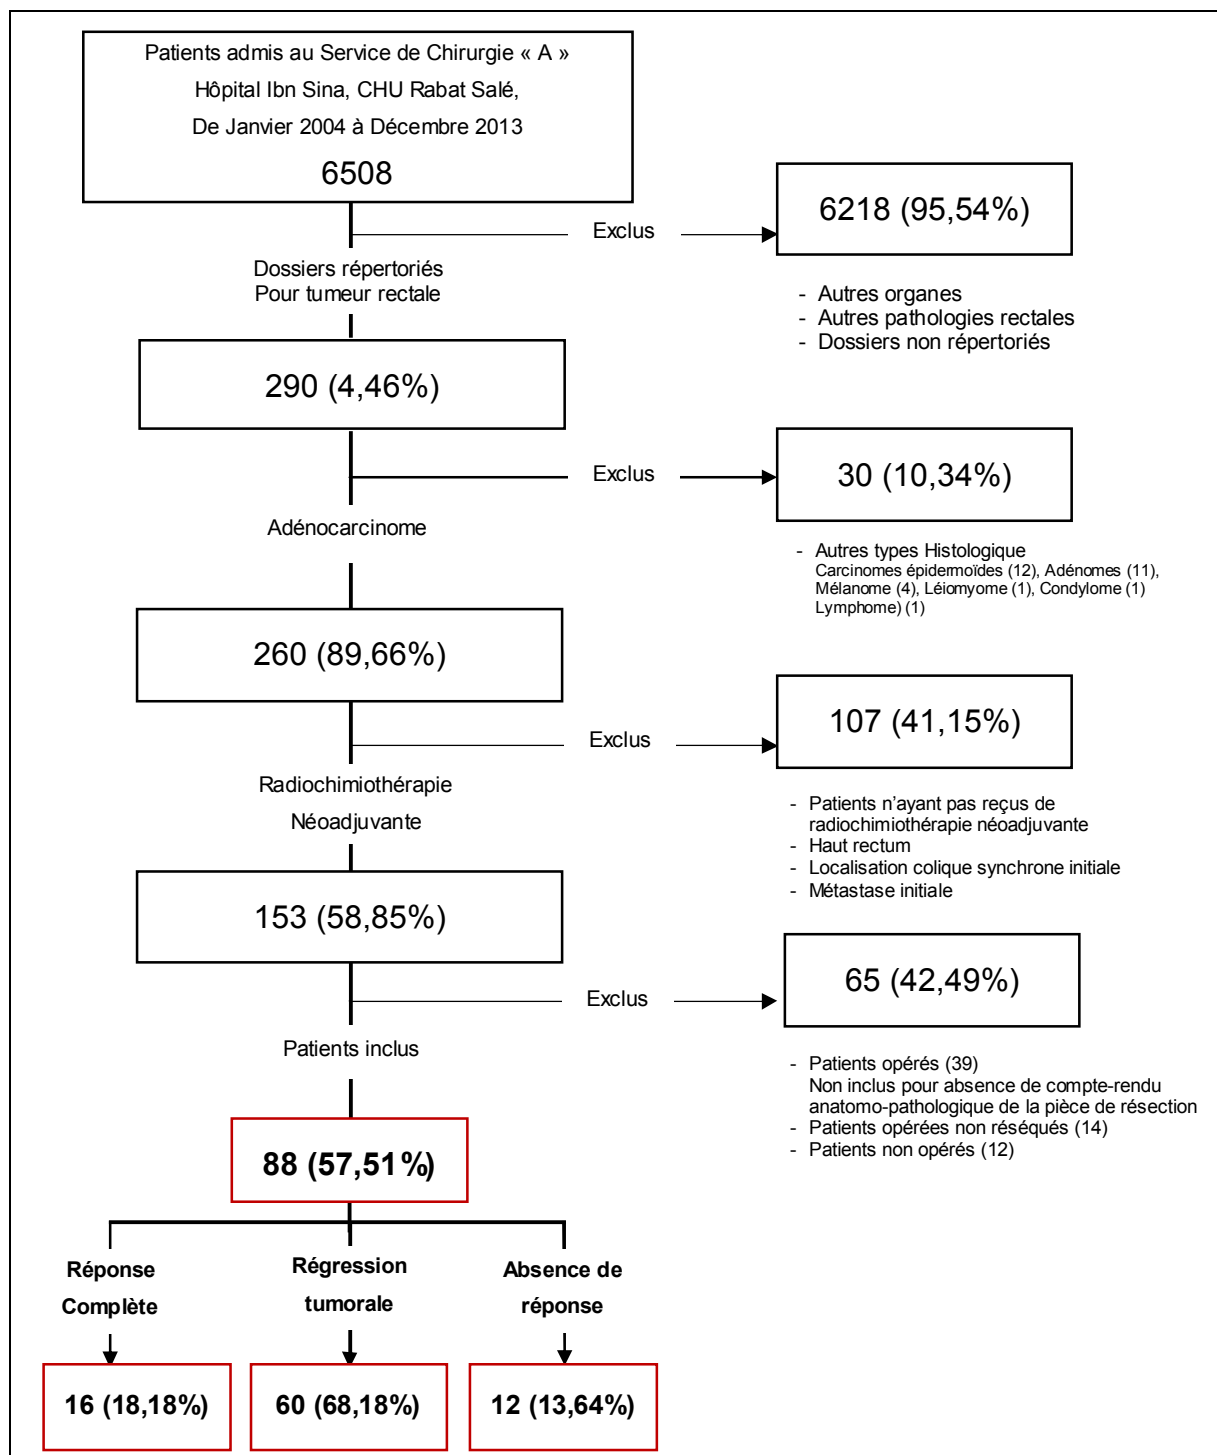 Patients admis au Service de Chirurgie « A »
Hôpital Ibn Sina, CHU Rabat Salé,
De Janvier 2004 à Décembre 2013
6508
Exclus
6218 (95,54%)
Dossiers répertoriés
Pour tumeur rectale
- Autres organes
- Autres pathologies rectales
- Dossiers non répertoriés
290 (4,46%)
Exclus
30 (10,34%)
Adénocarcinome
- Autres types Histologique
Carcinomes épidermoïdes (12), Adénomes (11),
Mélanome (4), Léiomyome (1), Condylome (1)
Lymphome) (1)
260 (89,66%)
Exclus
107 (41,15%)
Radiochimiothérapie
Néoadjuvante
- Patients n'ayant pas reçus de
radiochimiothérapie néoadjuvante
- Haut rectum
- Localisation colique synchrone initiale
- Métastase initiale
153 (58,85%)
Exclus
65 (42,49%)
Patients inclus
- Patients opérés (39)
Non inclus pour absence de compte-rendu
anatomo-pathologique de la pièce de résection
- Patients opérées non réséqués (14)
- Patients non opérés (12)
88 (57,51%)
Réponse
Complète
Régression
tumorale
Absence de
réponse
16 (18,18%)
60 (68,18%)
12 (13,64%)